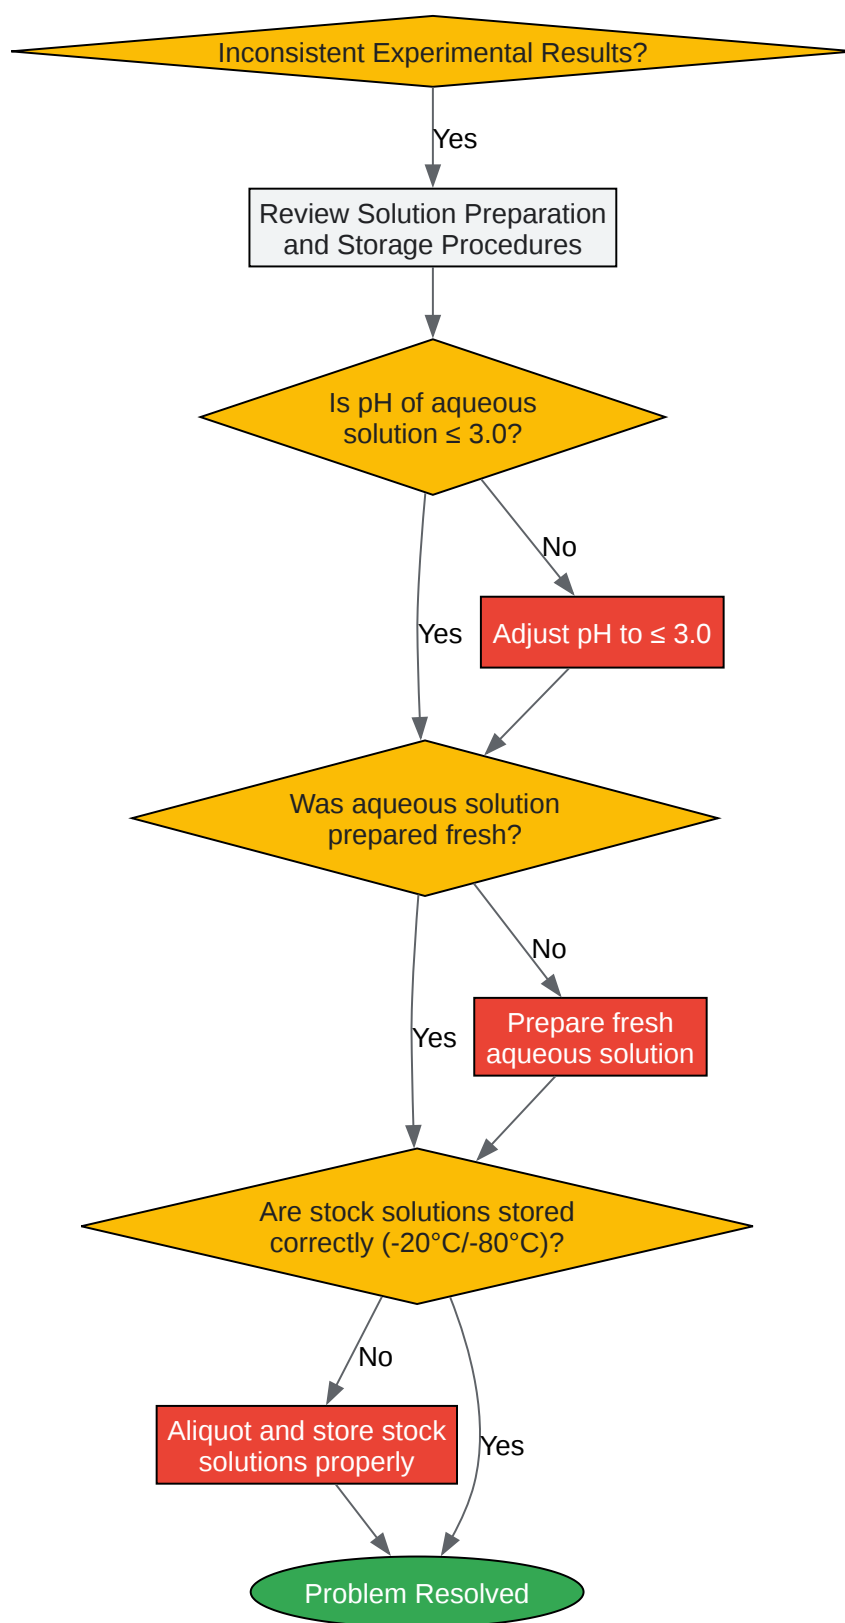 Inconsistent Experimental Results?
Yes
Review Solution Preparation
and Storage Procedures
Is pH of aqueous
solution ≤ 3.0?
No
Yes
Adjust pH to ≤ 3.0
Was aqueous solution
prepared fresh?
No
Yes
Prepare fresh
aqueous solution
Are stock solutions stored
correctly (-20°C/-80°C)?
No
Aliquot and store stock
solutions properly
Yes
Problem Resolved